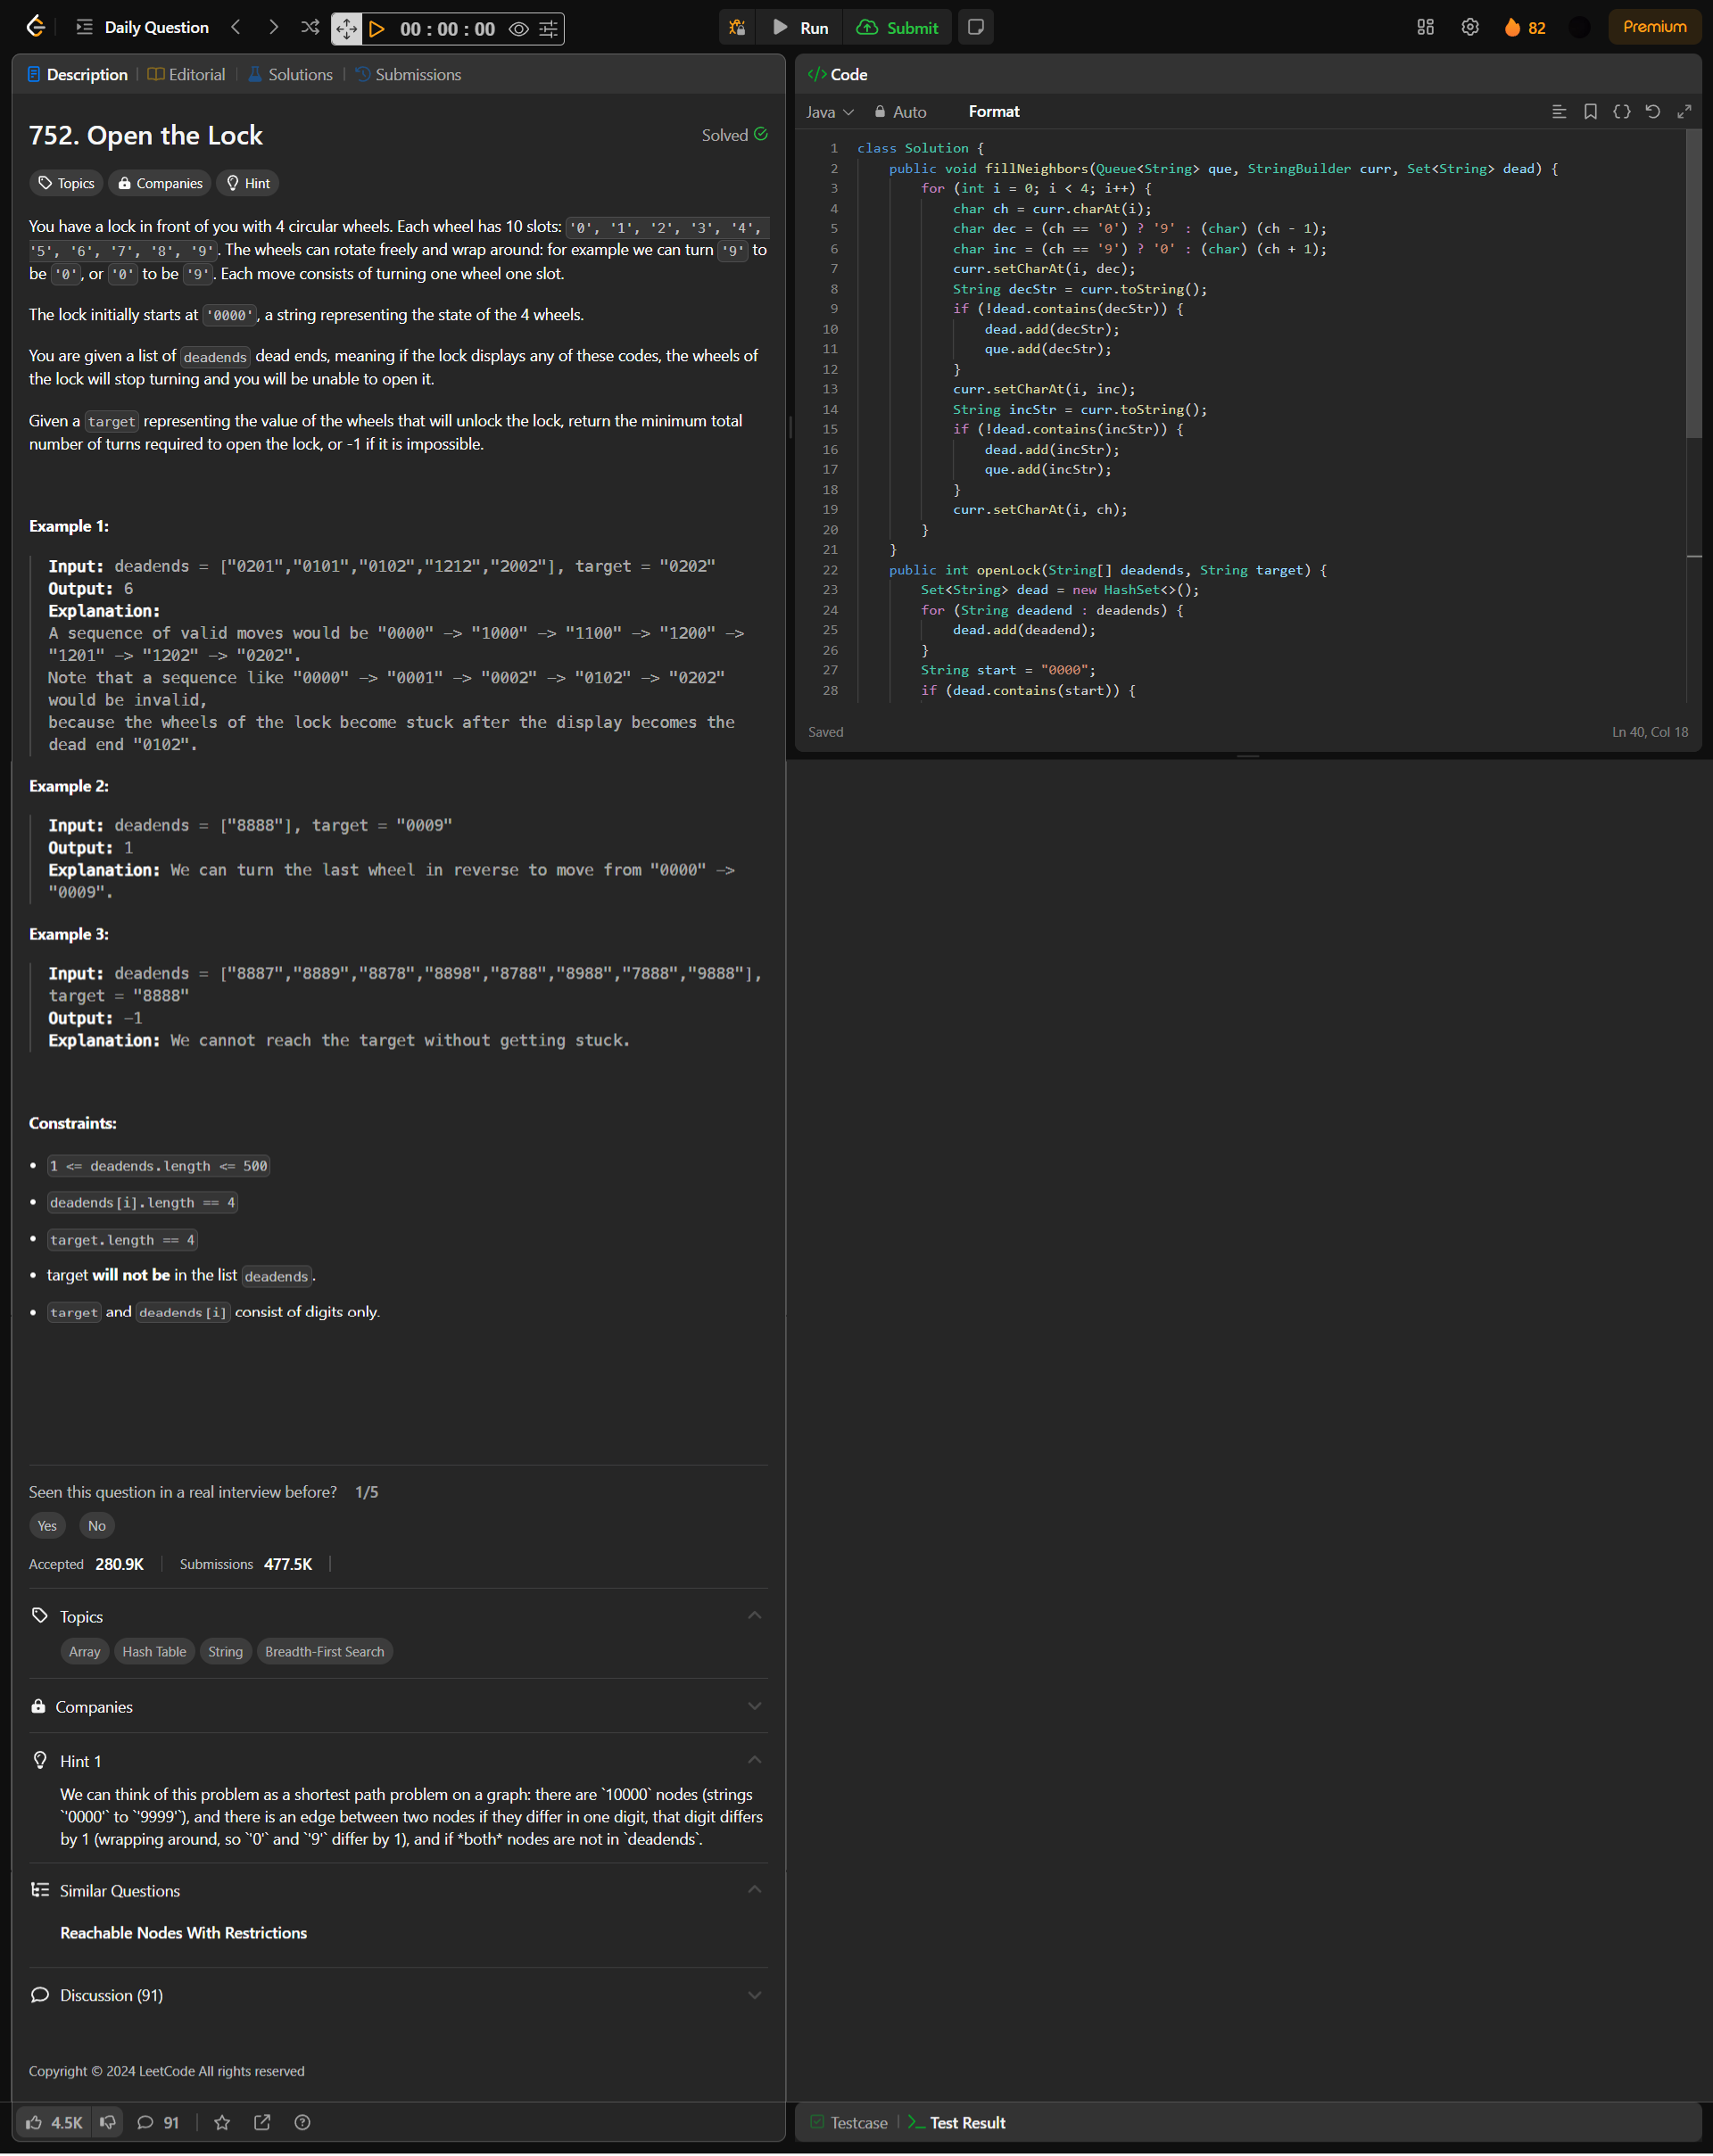 Daily Question
00 : 00 : 00
Run
Submit
82
Premium
Description
Editorial
Solutions
Submissions
752. Open the Lock
Solved
Topics
Companies
Hint
You have a lock in front of you with 4 circular wheels. Each wheel has 10 slots: '0', '1', '2', '3', '4',
'5', '6', '7', '8', '9'. The wheels can rotate freely and wrap around: for example we can turn '9' to
be '0', or '0' to be '9'. Each move consists of turning one wheel one slot.
The lock initially starts at '0000', a string representing the state of the 4 wheels.
You are given a list of deadends dead ends, meaning if the lock displays any of these codes, the wheels of
the lock will stop turning and you will be unable to open it.
Given a target representing the value of the wheels that will unlock the lock, return the minimum total
number of turns required to open the lock, or -1 if it is impossible.
Example 1:
Input: deadends = ["0201","0101","0102","1212","2002"], target = "0202"
Output: 6
Explanation:
A sequence of valid moves would be "0000" -> "1000" -> "1100" -> "1200" ->
"1201" -> "1202" -> "0202".
Note that a sequence like "0000" -> "0001" -> "0002" -> "0102" -> "0202"
would be invalid,
because the wheels of the lock become stuck after the display becomes the
dead end "0102".
Example 2:
Input: deadends = ["8888"], target = "0009"
Output: 1
Explanation: We can turn the last wheel in reverse to move from "0000" ->
"0009".
Example 3:
Input: deadends = ["8887","8889","8878","8898","8788","8988","7888","9888"],
target = "8888"
Output: -1
Explanation: We cannot reach the target without getting stuck.
Constraints:
• 1 <= deadends.length <= 500
• deadends[i].length == 4
• target.length == 4
• target will not be in the list deadends.
• target and deadends[i] consist of digits only.
Seen this question in a real interview before? 1/5
Yes
No
Accepted 280.9K
Submissions 477.5K
Topics
Array
Hash Table
String
Breadth-First Search
Companies
Hint 1
We can think of this problem as a shortest path problem on a graph: there are `10000` nodes (strings
`'0000'` to `'9999'`), and there is an edge between two nodes if they differ in one digit, that digit differs
by 1 (wrapping around, so `'0'` and `'9'` differ by 1), and if *both* nodes are not in `deadends`.
Similar Questions
Reachable Nodes With Restrictions
Discussion (91)
Copyright © 2024 LeetCode All rights reserved
4.5K
91
</> Code
Java
Auto
Format
1 class Solution {
2 public void fillNeighbors(Queue<String> que, StringBuilder curr, Set<String> dead) {
3 for (int i = 0; i < 4; i++) {
4 char ch = curr.charAt(i);
5 char dec = (ch == '0') ? '9' : (char) (ch - 1);
6 char inc = (ch == '9') ? '0' : (char) (ch + 1);
7 curr.setCharAt(i, dec);
8 String decStr = curr.toString();
9 if (!dead.contains(decStr)) {
10 dead.add(decStr);
11 que.add(decStr);
12 }
13 curr.setCharAt(i, inc);
14 String incStr = curr.toString();
15 if (!dead.contains(incStr)) {
16 dead.add(incStr);
17 que.add(incStr);
18 }
19 curr.setCharAt(i, ch);
20 }
21 }
22 public int openLock(String[] deadends, String target) {
23 Set<String> dead = new HashSet<>();
24 for (String deadend : deadends) {
25 dead.add(deadend);
26 }
27 String start = "0000";
28 if (dead.contains(start)) {
Saved
Ln 40, Col 18
Testcase
Test Result